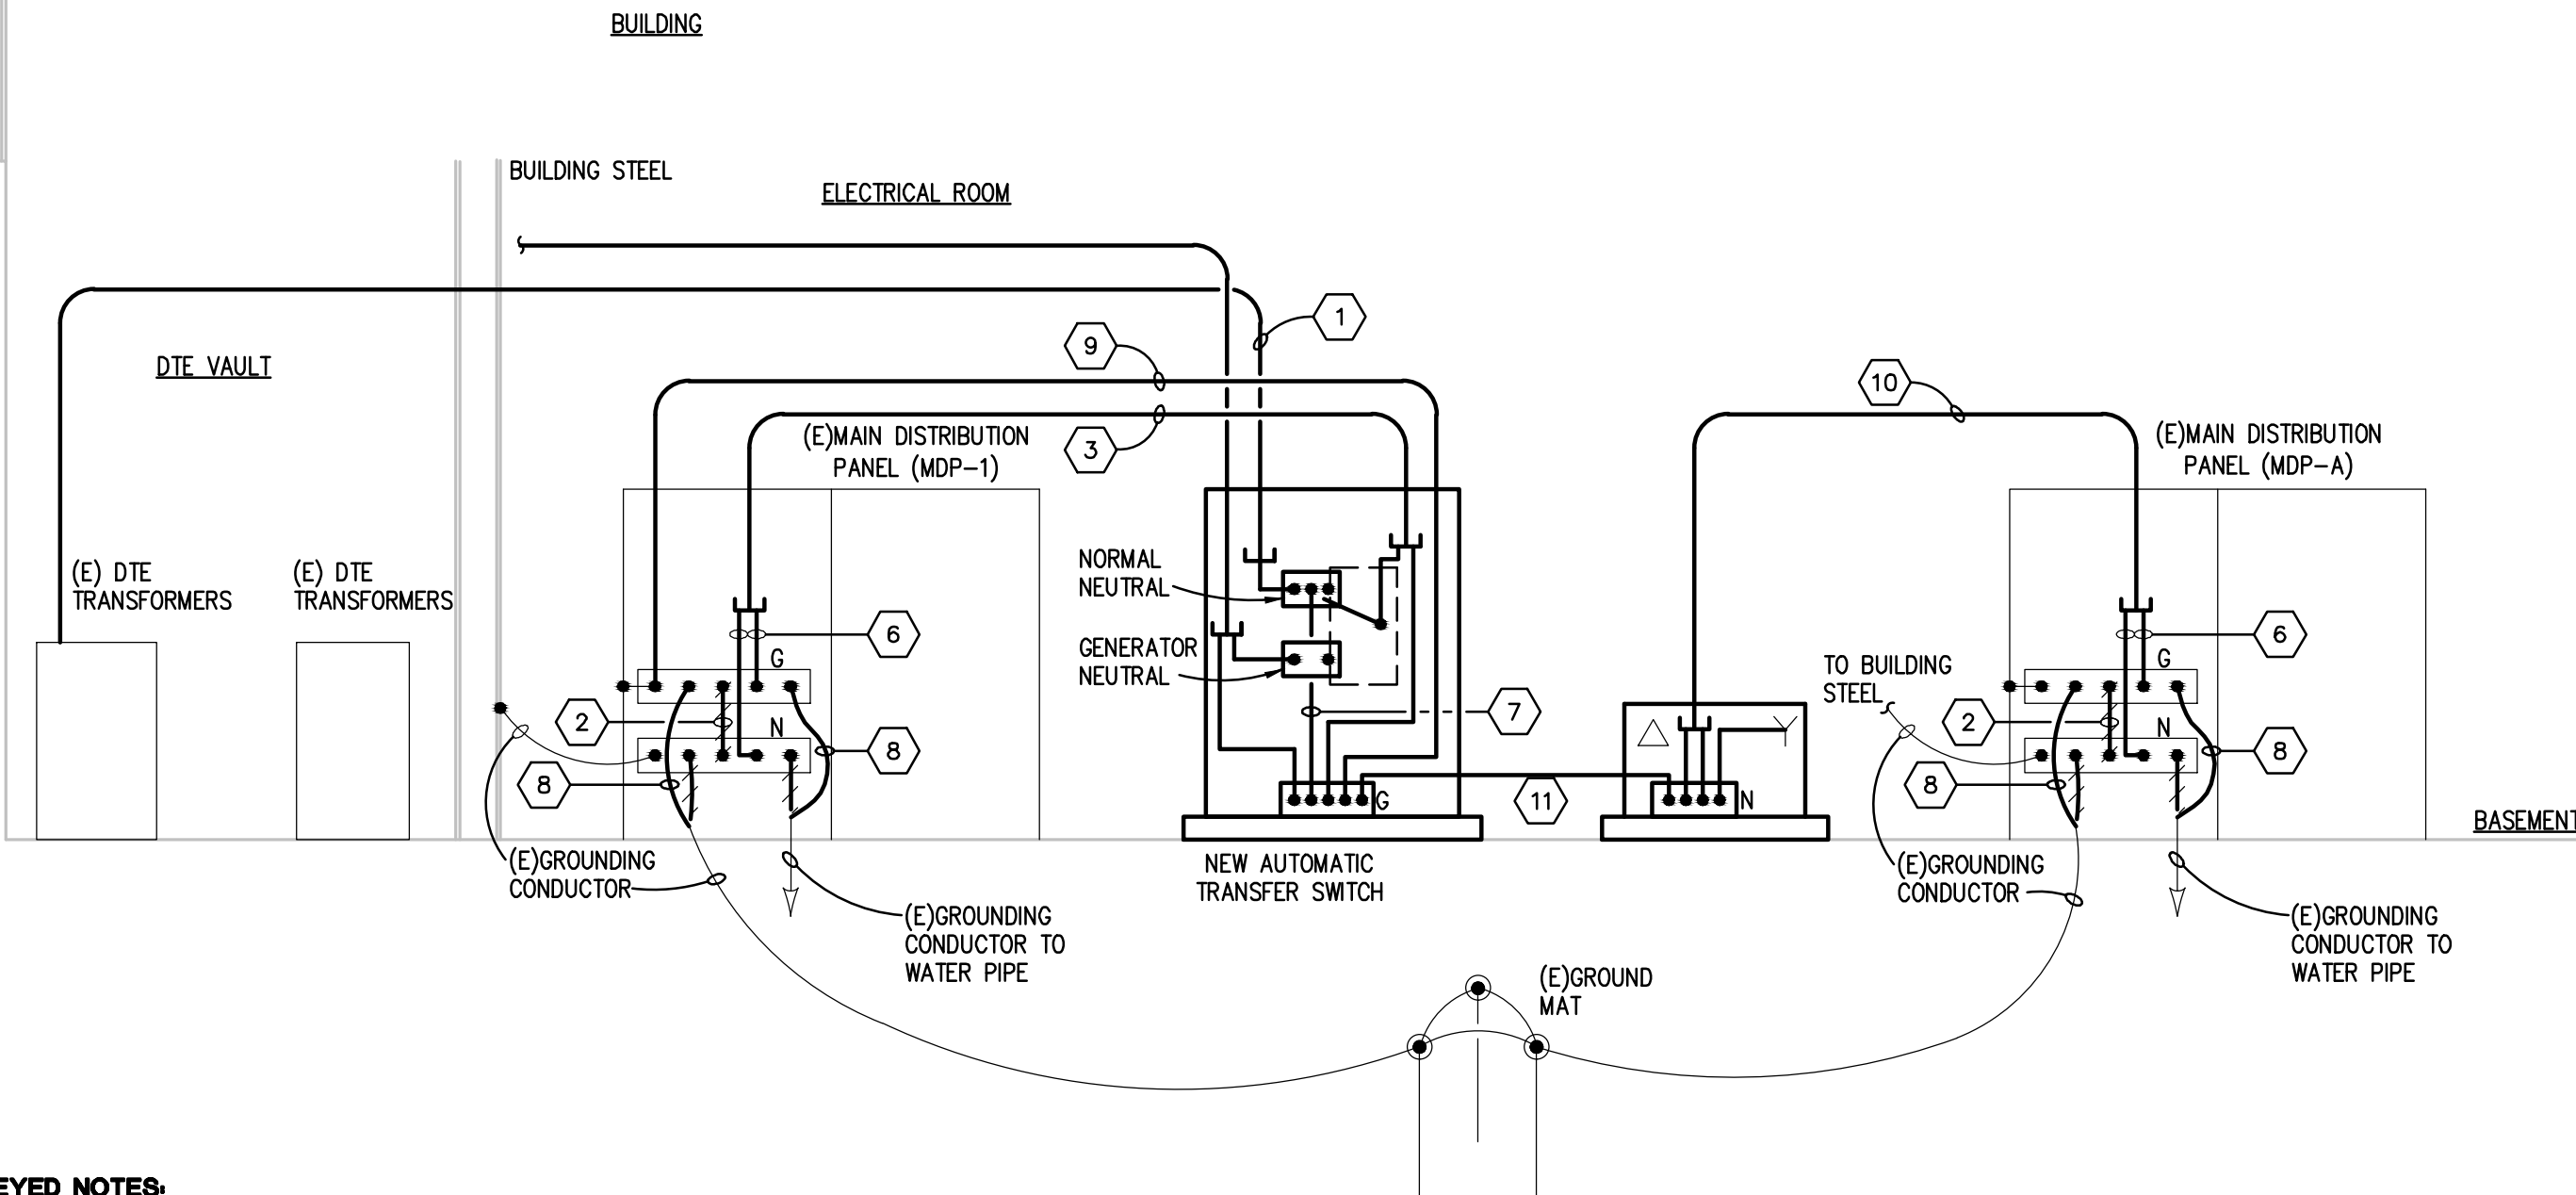 BUILDING
BUILDING STEEL
ELECTRICAL ROOM
1
9
DTE VAULT
10
3
(E)MAIN DISTRIBUTION
PANEL (MDP-1)
(E)MAIN DISTRIBUTION
PANEL (MDP-A)
(E) DTE
TRANSFORMERS
(E) DTE
TRANSFORMERS
NORMAL
NEUTRAL
6
6
GENERATOR
NEUTRAL
G
TO BUILDING
STEEL
G
2
N
7
2
N
8
8
8
8
G
11
N
BASEMENT
(E)GROUNDING
CONDUCTOR
NEW AUTOMATIC
TRANSFER SWITCH
(E)GROUNDING
CONDUCTOR
(E)GROUNDING
CONDUCTOR TO
WATER PIPE
(E)GROUNDING
CONDUCTOR TO
WATER PIPE
(E)GROUND
MAT
EYED NOTES: